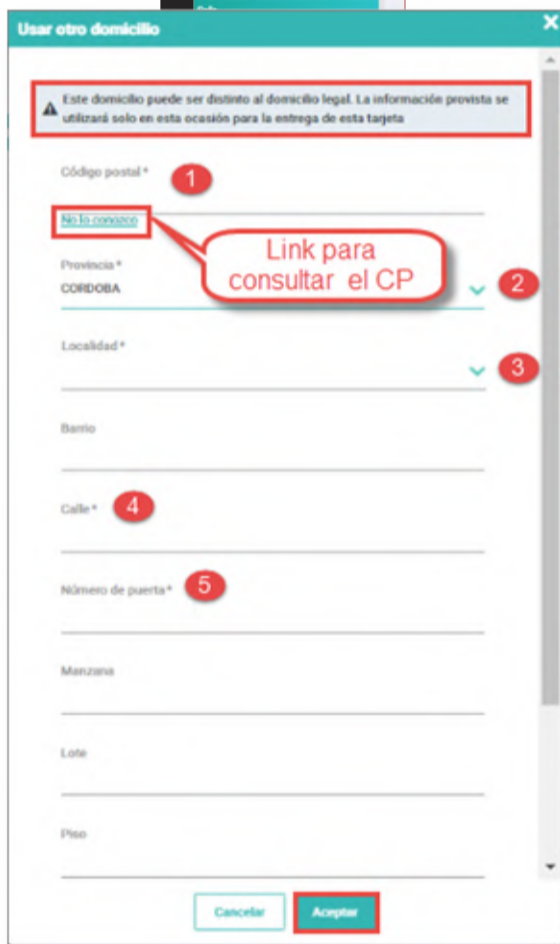 Usar otro domicilio
Este domicilio puede ser distinto al domicilio legal. La información provista se
utilizará solo en esta ocasión para la entrega de esta tarjeta
Código postal *
1
No lo conozco
Link para
consultar el CP
Provincia *
CORDOBA
2
Localidad *
3
Barrio
Calle *
4
Número de puerta *
5
Manzana
Lote
Piso
Cancelar
Aceptar